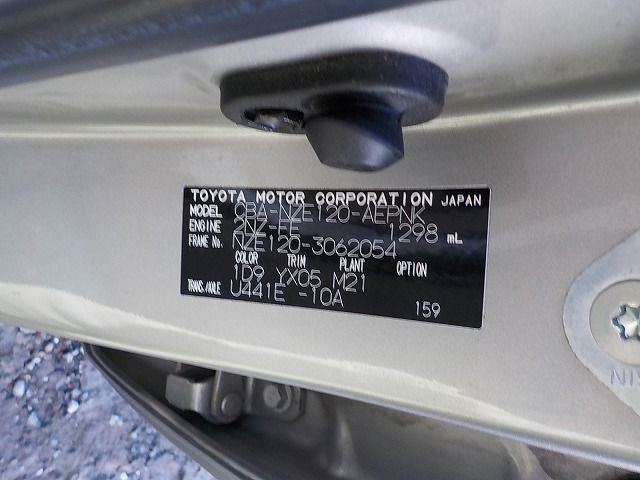 TOYOTA MOTOR CORPORATION JAPAN
MODEL CBA-NZE120-AEPNK
ENGINE 2NZ-FE 1298 mL
FRAME No. NZE120-3062054
COLOR TRIM PLANT OPTION
1D9 YX05 M21
TRANS./AXLE U441E -10A
159